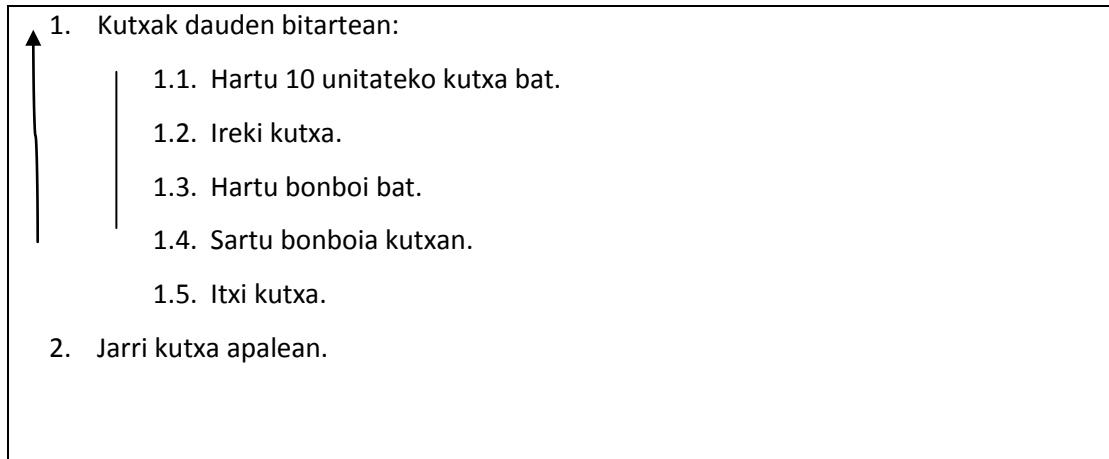 1. Kutxak dauden bitartean:
1.1. Hartu 10 unitateko kutxa bat.
1.2. Ireki kutxa.
1.3. Hartu bonboi bat.
1.4. Sartu bonboia kutxan.
1.5. Itxi kutxa.
2. Jarri kutxa apalean.